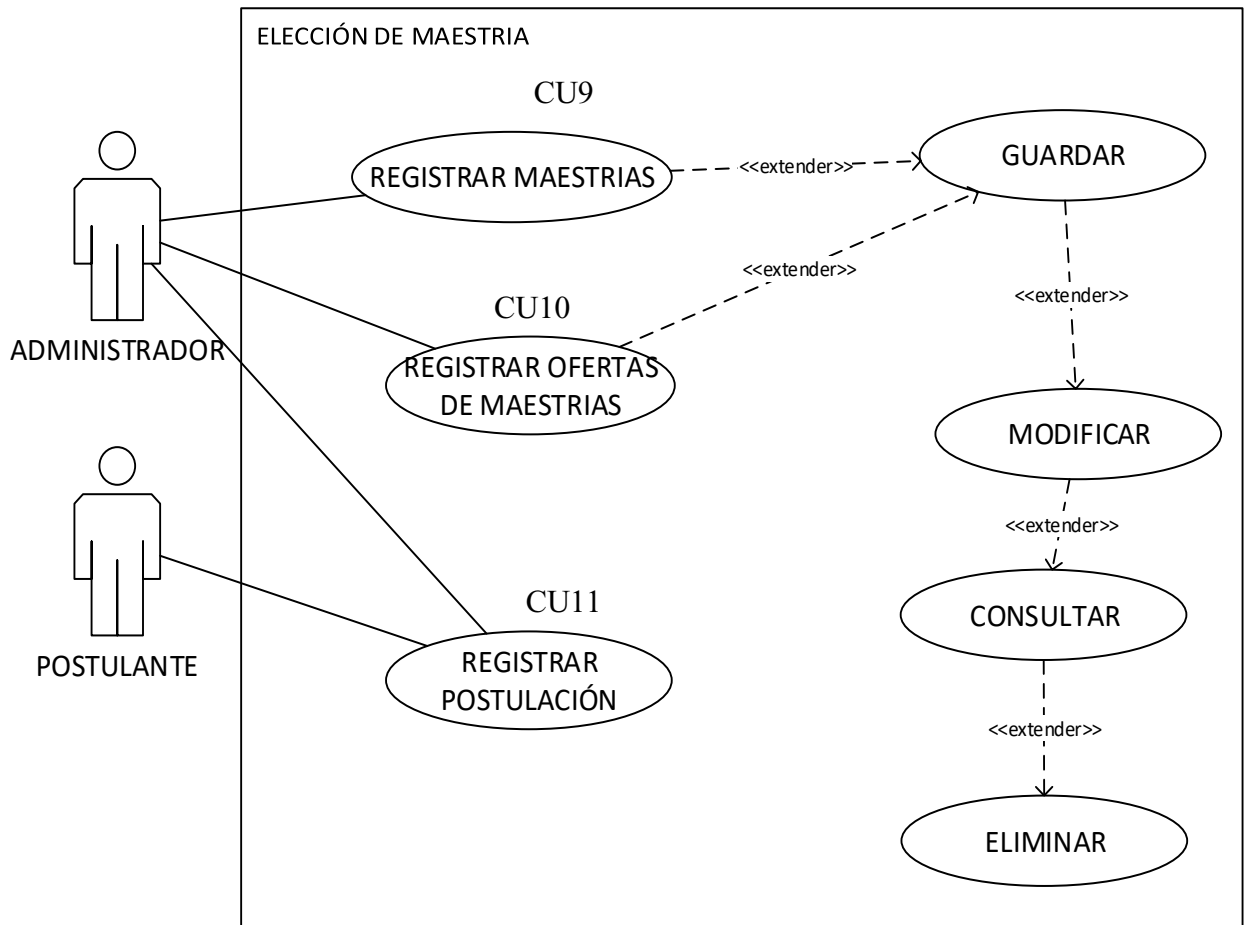 ELECCIÓN DE MAESTRIA
CU9
REGISTRAR MAESTRIAS
<<extender>>
GUARDAR
<<extender>>
<<extender>>
CU10
REGISTRAR OFERTAS
DE MAESTRIAS
ADMINISTRADOR
MODIFICAR
<<extender>>
CU11
CONSULTAR
REGISTRAR
POSTULACIÓN
POSTULANTE
<<extender>>
ELIMINAR